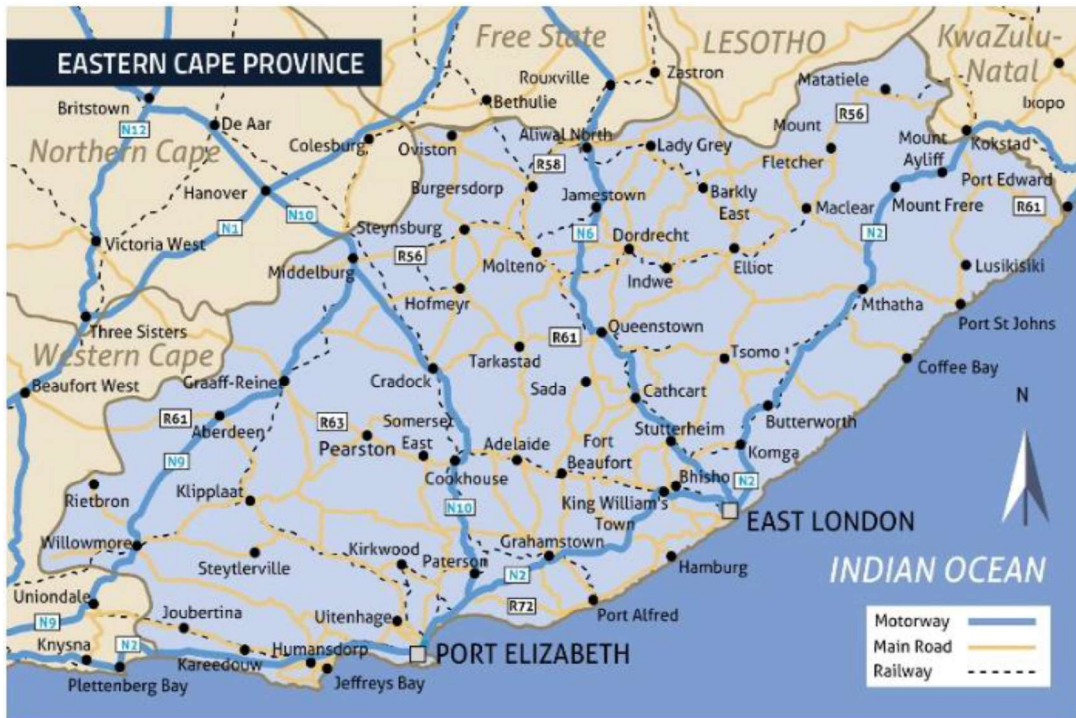 EASTERN CAPE PROVINCE
Free State
LESOTHO
KwaZulu-
Natal
Rouxville
Zastron
Matatiele
Britstown
Bethulie
Ixopo
N12
De Aar
R56
Aliwal North
Mount
Fletcher
Mount
Ayliff
Kokstad
Northern Cape
Colesburg
Oviston
Lady Grey
R58
Burgersdorp
Port Edward
Hanover
Jamestown
Barkly
East
Maclear
Mount Frere
R61
N10
N1
Steynsburg
N6
Dordrecht
N2
Victoria West
R56
Molteno
Middelburg
Indwe
Elliot
Lusikisiki
Hofmeyr
Mthatha
Three Sisters
Port St Johns
Queenstown
R61
Western Cape
Tarkastad
Tsomo
Coffee Bay
Beaufort West
Graaff-Reinet
Cradock
Sada
Cathcart
N
R61
Aberdeen
R63
Somerset
East
Butterworth
Pearston
Adelaide
Fort
Beaufort
Stutterheim
Komga
N9
Cookhouse
Bhisho
N2
Rietbron
Klipplaat
King William's
Town
N10
EAST LONDON
Willowmore
Grahamstown
Kirkwood
Paterson
Steytlerville
N2
Hamburg
INDIAN OCEAN
Uniondale
Joubertina
Uitenhage
R72
Port Alfred
Motorway
N9
Main Road
Knysna
N2
Humansdorp
PORT ELIZABETH
Kareedouw
Railway
Plettenberg Bay
Jeffreys Bay